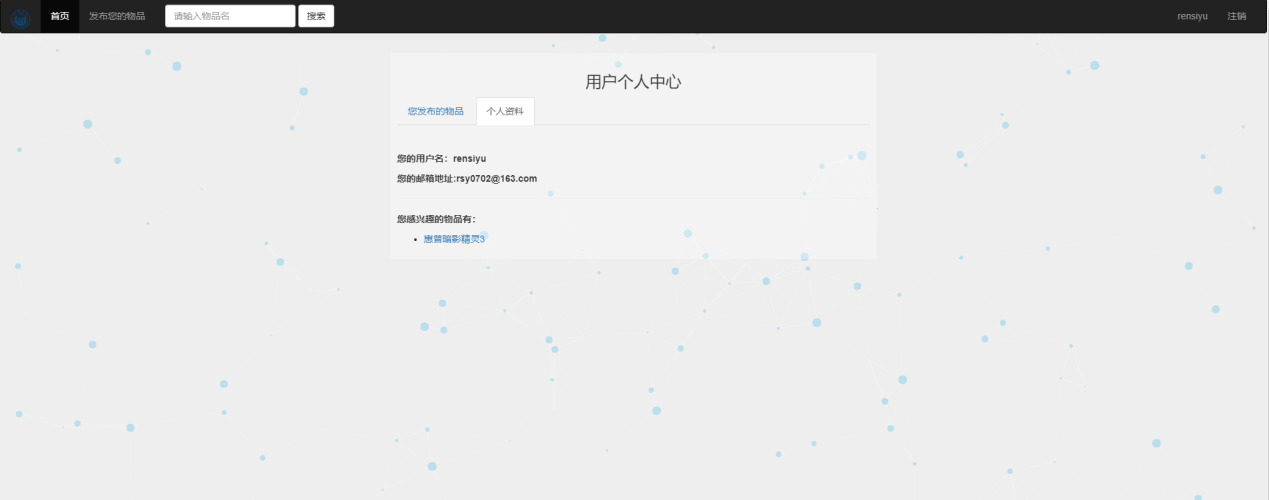 首页 发布您的物品 请输入物品名 搜索 rensiyu 注销
用户个人中心
您发布的物品 个人资料
您的用户名：rensiyu
您的邮箱地址:rsy0702@163.com
您感兴趣的物品有：
惠普暗影精灵3